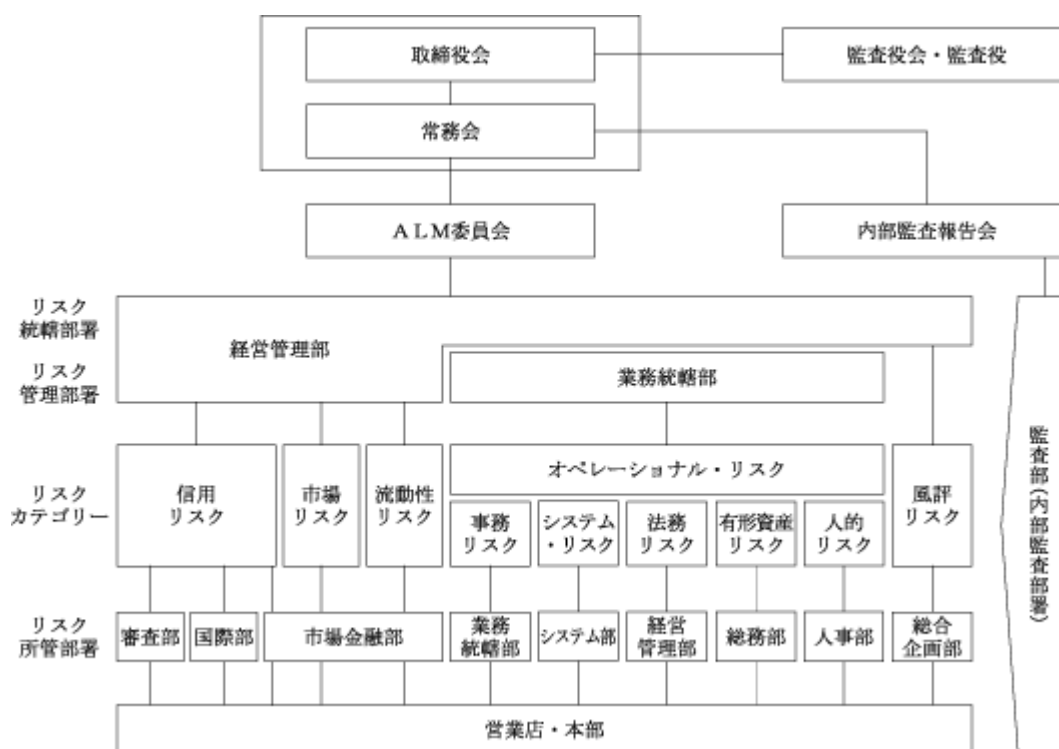 取締役会
監査役会・監査役
常務会
ＡＬＭ委員会
内部監査報告会
リスク
統轄部署
経営管理部
リスク
管理部署
業務統轄部
リスク
カテゴリー
信用
リスク
市場
リスク
流動性
リスク
オペレーショナル・リスク
事務
リスク
システム
・リスク
法務
リスク
有形資産
リスク
人的
リスク
風評
リスク
監査部(内部監査部署)
リスク
所管部署
審査部
国際部
市場金融部
業務
統轄部
システム部
経営
管理部
総務部
人事部
総合
企画部
営業店・本部